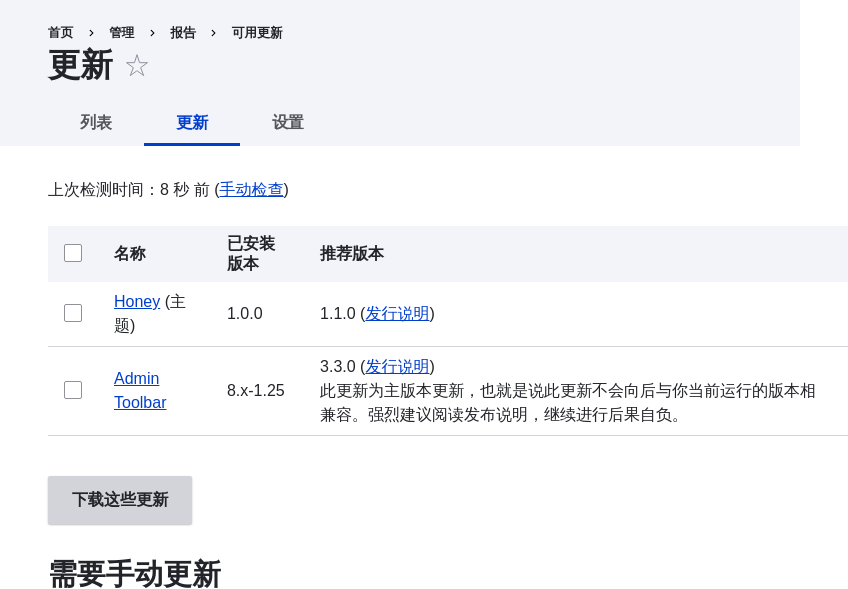 首页 › 管理 › 报告 › 可用更新
更新 ☆
列表 更新 设置
上次检测时间：8 秒 前 (手动检查)
名称 已安装 推荐版本
版本
Honey (主 1.0.0 1.1.0 (发行说明)
题)
Admin 8.x-1.25 3.3.0 (发行说明)
Toolbar 此更新为主版本更新，也就是说此更新不会向后与你当前运行的版本相
兼容。强烈建议阅读发布说明，继续进行后果自负。
下载这些更新
需要手动更新